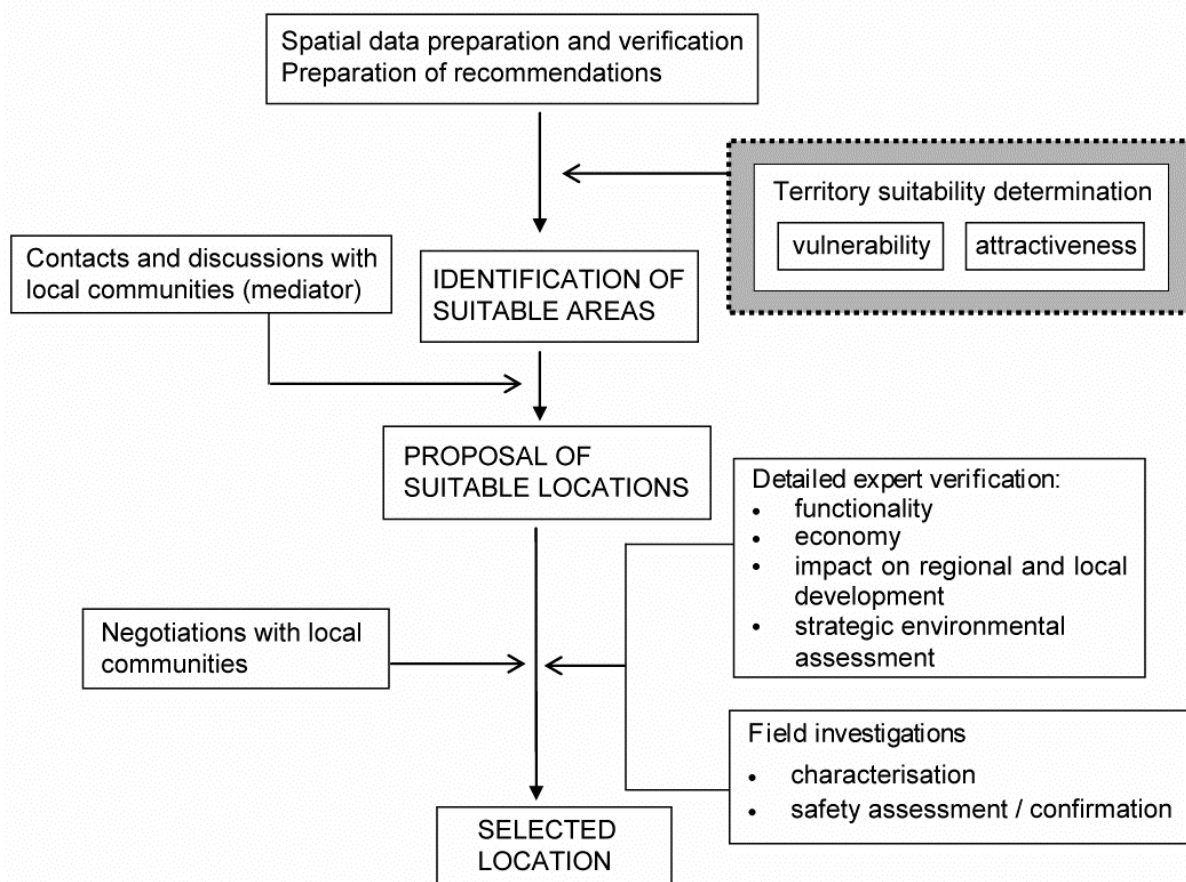 Spatial data preparation and verification
Preparation of recommendations
Territory suitability determination
vulnerability
attractiveness
Contacts and discussions with
local communities (mediator)
IDENTIFICATION OF
SUITABLE AREAS
PROPOSAL OF
SUITABLE LOCATIONS
Detailed expert verification:
• functionality
• economy
• impact on regional and local
development
• strategic environmental
assessment
Negotiations with local
communities
Field investigations
• characterisation
• safety assessment / confirmation
SELECTED
LOCATION